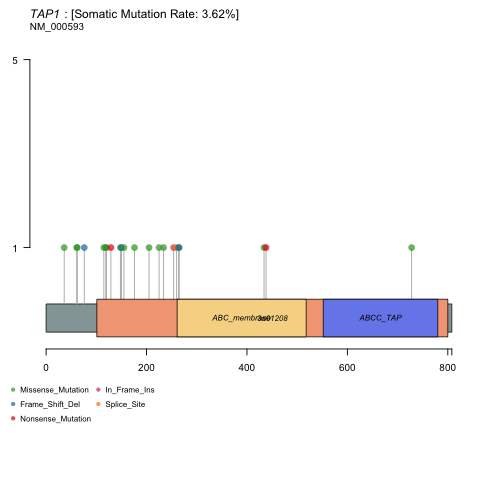 TAP1 : [Somatic Mutation Rate: 3.62%]
NM_000593
5
1
ABC_membrane
3a01208
ABCC_TAP
0 200 400 600 800
Missense_Mutation In_Frame_Ins
Frame_Shift_Del Splice_Site
Nonsense_Mutation